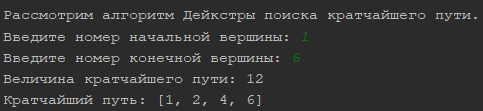 Рассмотрим алгоритм Дейкстры поиска кратчайшего пути.
Введите номер начальной вершины: 1
Введите номер конечной вершины: 6
Величина кратчайшего пути: 12
Кратчайший путь: [1, 2, 4, 6]